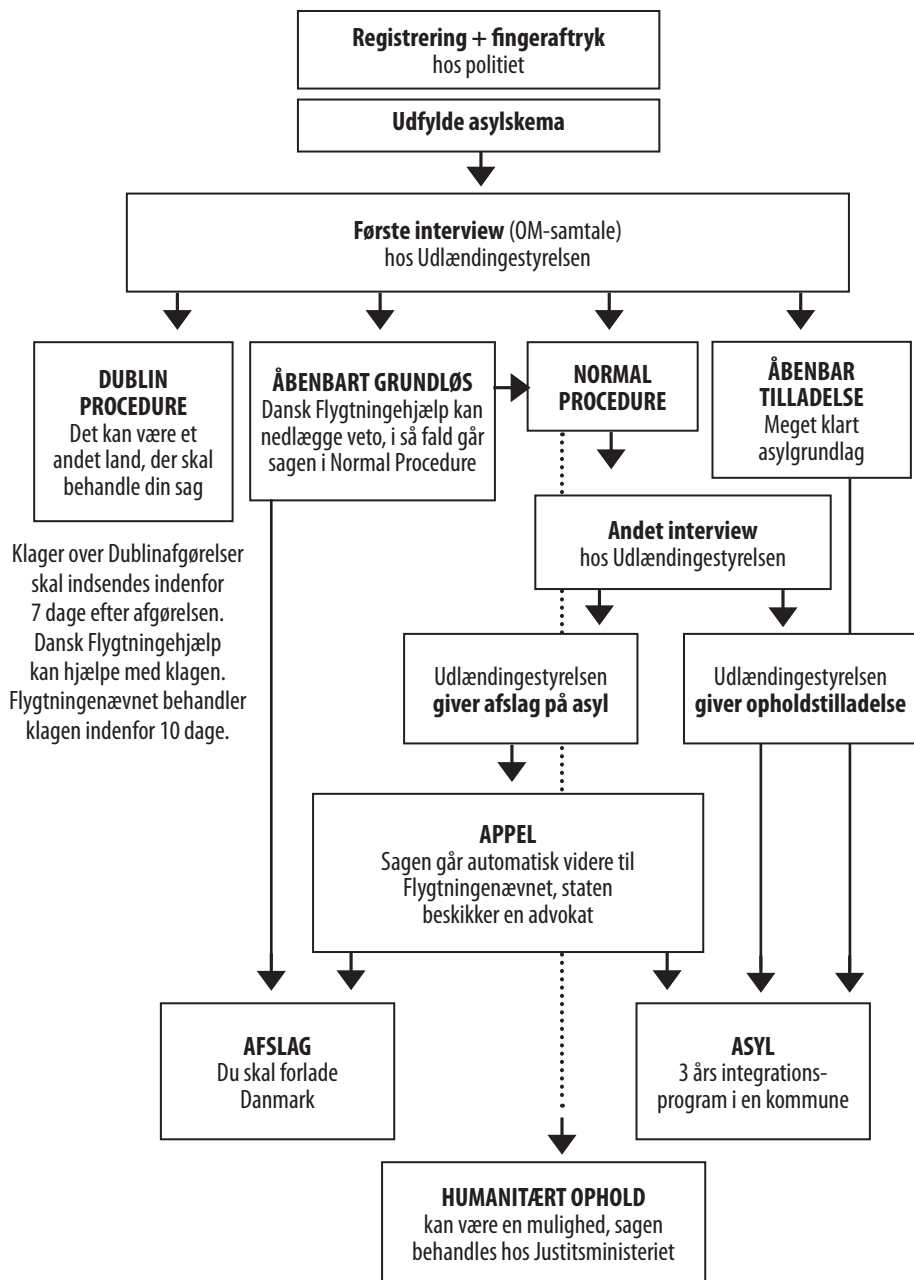 Registrering + fingeraftryk
hos politiet
Udfylde asylskema
Første interview (OM-samtale)
hos Udlændingestyrelsen
DUBLIN
PROCEDURE
Det kan være et
andet land, der skal
behandle din sag
ÅBENBART GRUNDLØS
Dansk Flygtningehjælp kan
nedlægge veto, i så fald går
sagen i Normal Procedure
NORMAL
PROCEDURE
ÅBENBAR
TILLADELSE
Meget klart
asylgrundlag
Klager over Dublinafgørelser
skal indsendes indenfor
7 dage efter afgørelsen.
Dansk Flygtningehjælp
kan hjælpe med klagen.
Flygtningenævnet behandler
klagen indenfor 10 dage.
Andet interview
hos Udlændingestyrelsen
Udlændingestyrelsen
giver afslag på asyl
Udlændingestyrelsen
giver opholdstilladelse
APPEL
Sagen går automatisk videre til
Flygtningenævnet, staten
beskikker en advokat
AFSLAG
Du skal forlade
Danmark
ASYL
3 års integrations-
program i en kommune
HUMANITÆRT OPHOLD
kan være en mulighed, sagen
behandles hos Justitsministeriet